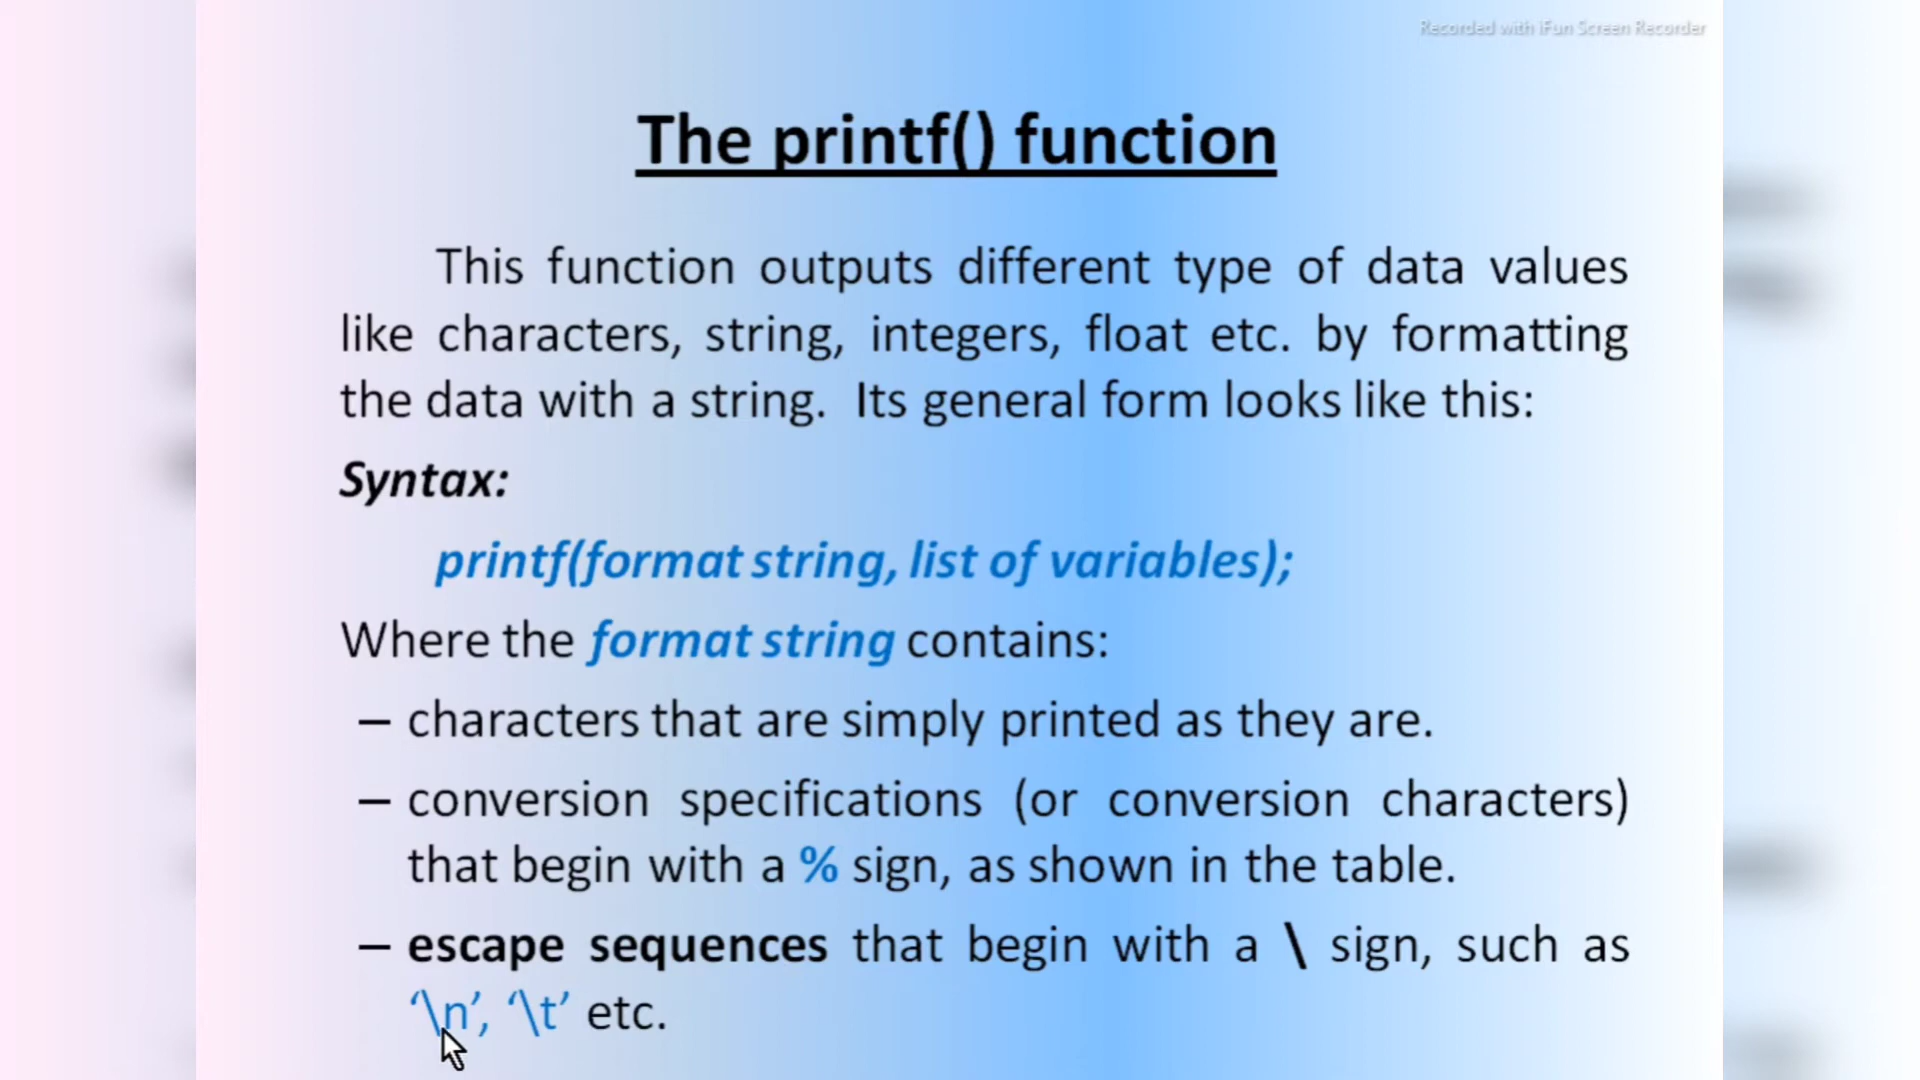 Recorded with iFun Screen Recorder
The printf() function
This function outputs different type of data values
like characters, string, integers, float etc. by formatting
the data with a string. Its general form looks like this:
Syntax:
printf(format string, list of variables);
Where the format string contains:
– characters that are simply printed as they are.
– conversion specifications (or conversion characters)
that begin with a % sign, as shown in the table.
– escape sequences that begin with a \ sign, such as
‘\n’, ‘\t’ etc.